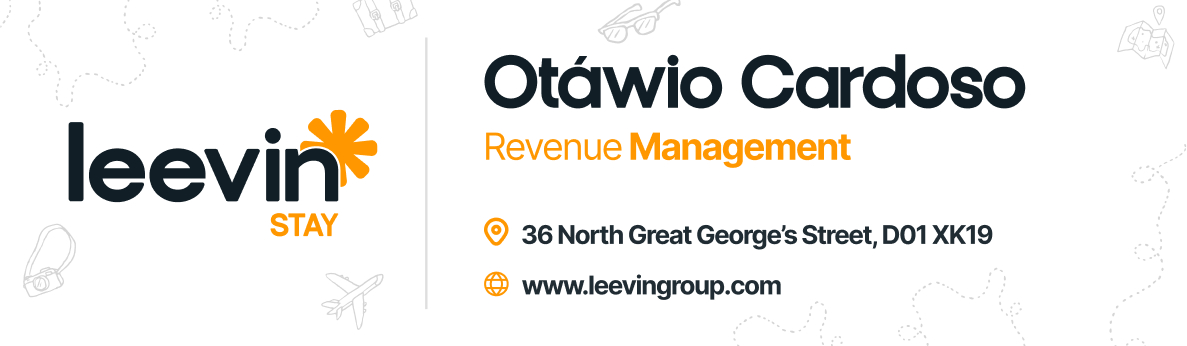 leevin
STAY
Otáwio Cardoso
Revenue Management
36 North Great George’s Street, D01 XK19
www.leevingroup.com